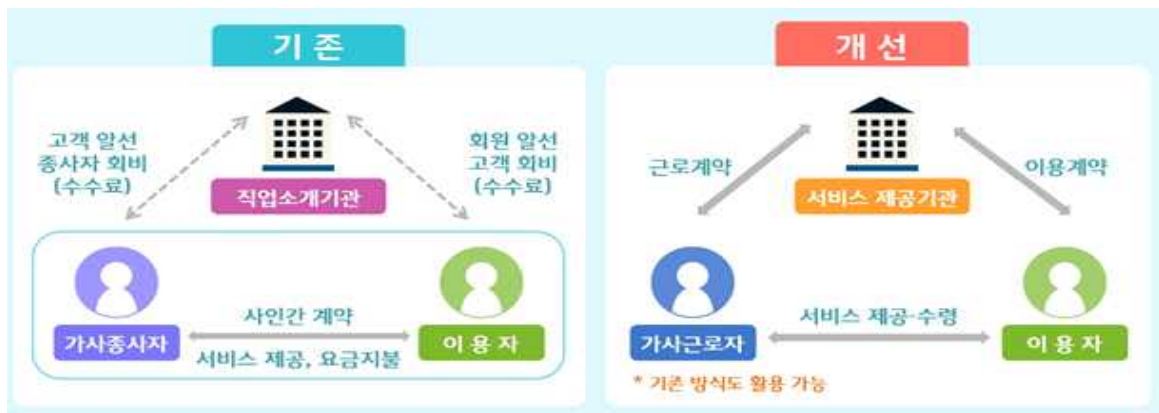 기 존
고객 알선
종사자 회비
(수수료)
회원 알선
고객 회비
(수수료)
직업소개기관
사인간 계약
가사종사자
이 용 자
서비스 제공, 요금지불
개 선
근로계약
이용계약
서비스 제공기관
서비스 제공-수령
가사근로자
이 용 자
* 기존 방식도 활용 가능